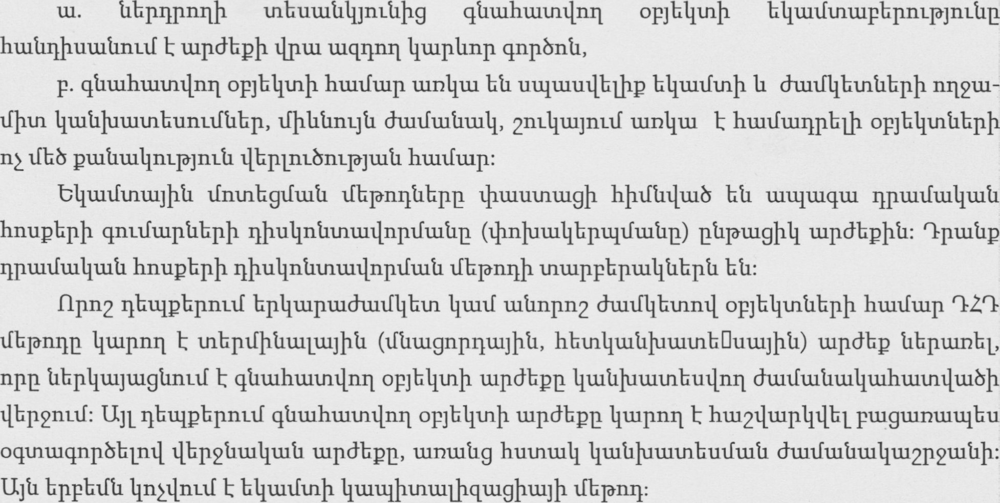 ա. ներդրողի տեսանկյունից գնահատվող օբյեկտի եկամտաբերությունը
հանդիսանում է արժեքի վրա ազդող կարևոր գործոն,
բ. գնահատվող օբյեկտի համար առկա են սպասվելիք եկամտի և ժամկետների ողջա-
միտ կանխատեսումներ, միևնույն ժամանակ, շուկայում առկա է համադրելի օբյեկտների
ոչ մեծ քանակություն վերլուծության համար։
Եկամտային մոտեցման մեթոդները փաստացի հիմնված են ապագա դրամական
հոսքերի գումարների դիսկոնտավորմանը (փոխակերպմանը) ընթացիկ արժեքին։ Դրանք
դրամական հոսքերի դիսկոնտավորման մեթոդի տարբերակներն են։
Որոշ դեպքերում երկարաժամկետ կամ անորոշ ժամկետով օբյեկտների համար ԴՀԴ
մեթոդը կարող է տերմինալային (մնացորդային, հետկանխատե▯սային) արժեք ներառել,
որը ներկայացնում է գնահատվող օբյեկտի արժեքը կանխատեսվող ժամանակահատվածի
վերջում։ Այլ դեպքերում գնահատվող օբյեկտի արժեքը կարող է հաշվարկվել բացառապես
օգտագործելով վերջնական արժեքը, առանց հստակ կանխատեսման ժամանակաշրջանի։
Այն երբեմն կոչվում է եկամտի կապիտալիզացիայի մեթոդ։